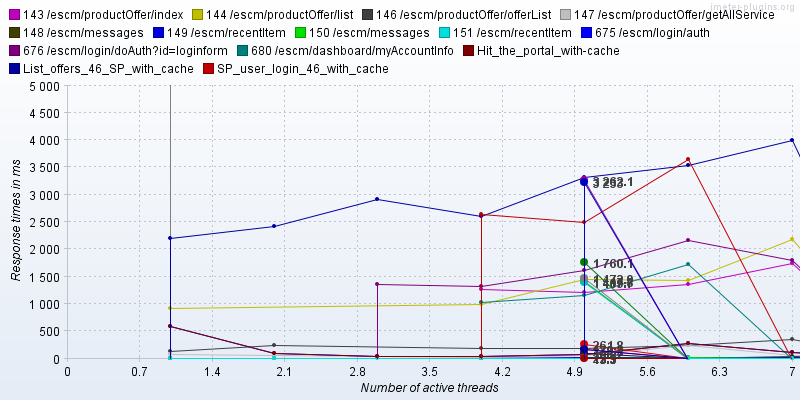 jmeter-plugins.org
143 /escm/productOffer/index 144 /escm/productOffer/list 146 /escm/productOffer/offerList 147 /escm/productOffer/getAllService
148 /escm/messages 149 /escm/recentItem 150 /escm/messages 151 /escm/recentItem 675 /escm/login/auth
676 /escm/login/doAuth?id=loginform 680 /escm/dashboard/myAccountInfo Hit_the_portal_with-cache
List_offers_46_SP_with_cache SP_user_login_46_with_cache
5 000
4 500
4 000
3 500
3 000
2 500
2 000
1 500
1 000
500
0
Response times in ms
1 760.1
261.8
0 0.7 1.4 2.1 2.8 3.5 4.2 4.9 5.6 6.3 7
Number of active threads